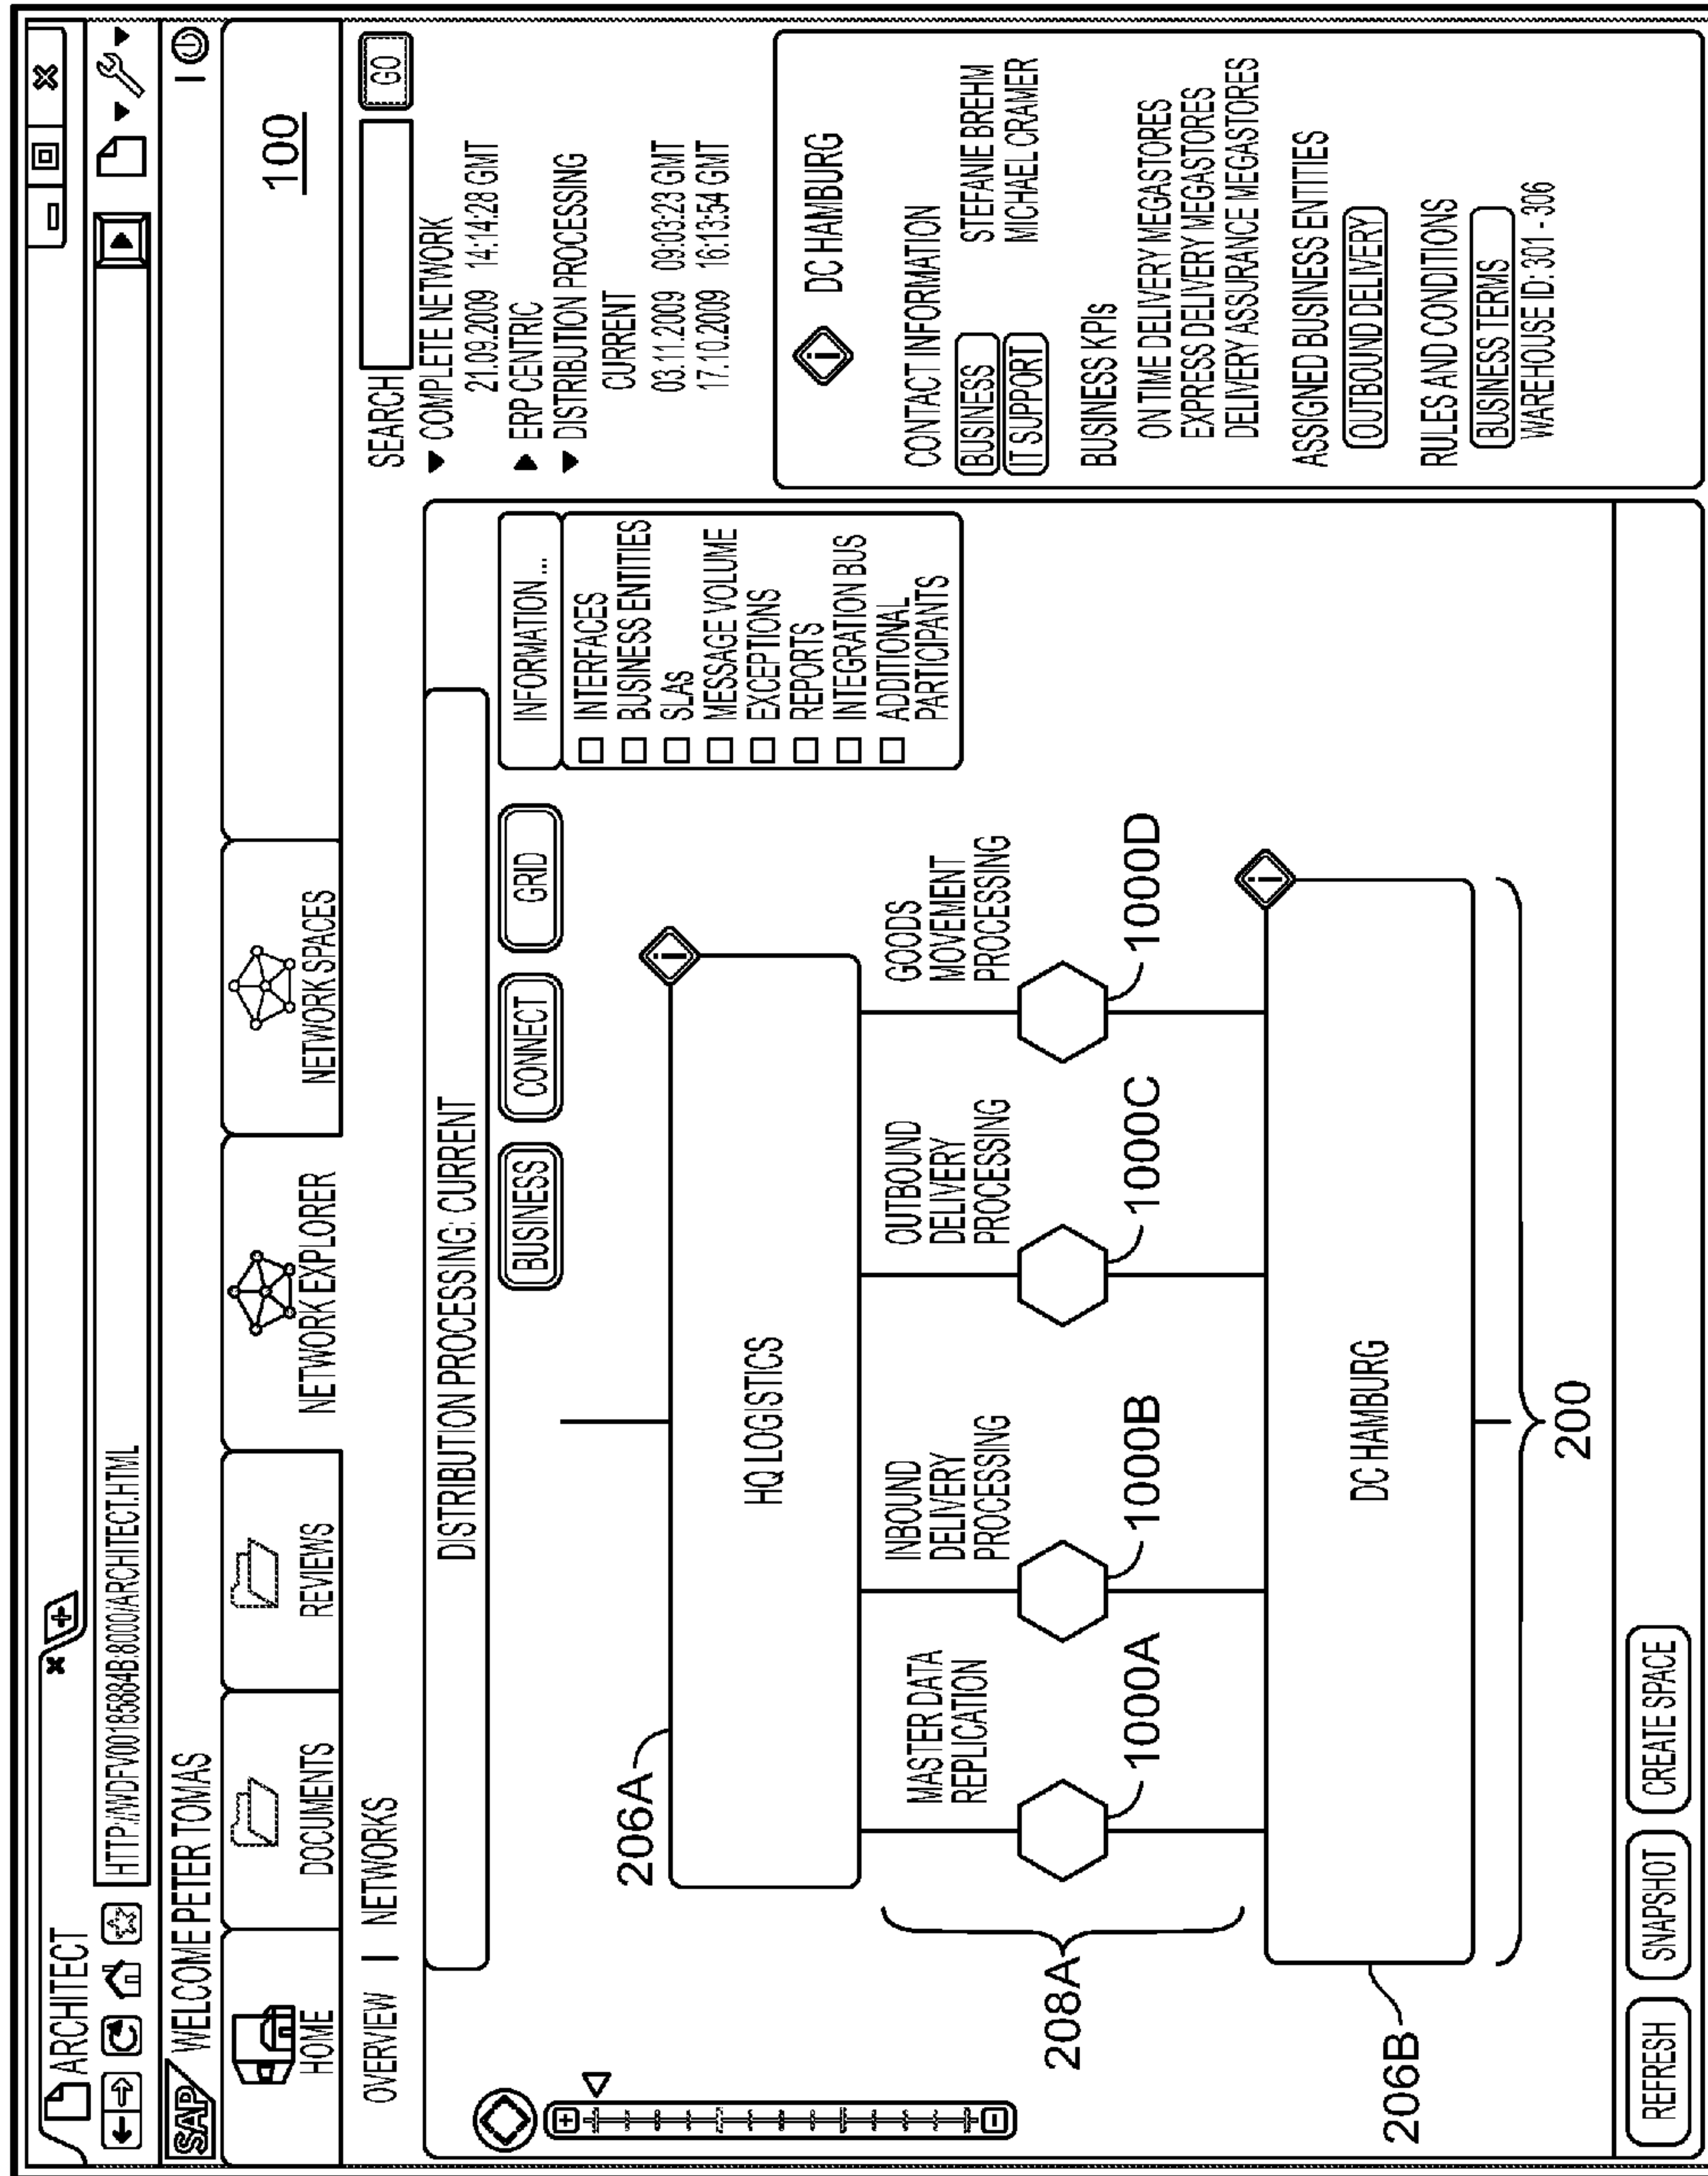 ARCHITECT
HTTP://WDFV00185884B:8000/ARCHITECT.HTML
SAP
WELCOME PETER TOMAS
HOME
DOCUMENTS
REVIEWS
NETWORK EXPLORER
NETWORK SPACES
100
OVERVIEW | NETWORKS
SEARCH
GO
COMPLETE NETWORK
21.09.2009 14:14:28 GMT
ERP CENTRIC
DISTRIBUTION PROCESSING
CURRENT
03.11.2009 09:03:23 GMT
17.10.2009 16:13:54 GMT
DISTRIBUTION PROCESSING: CURRENT
BUSINESS
CONNECT
GRID
INFORMATION...
INTERFACES
BUSINESS ENTITIES
SLAS
MESSAGE VOLUME
EXCEPTIONS
REPORTS
INTEGRATION BUS
ADDITIONAL
PARTICIPANTS
206A
HQ LOGISTICS
i
208A
MASTER DATA
REPLICATION
1000A
INBOUND
DELIVERY
PROCESSING
1000B
OUTBOUND
DELIVERY
PROCESSING
1000C
GOODS
MOVEMENT
PROCESSING
1000D
206B
DC HAMBURG
i
200
i DC HAMBURG
CONTACT INFORMATION
BUSINESS STEFANIE BREHM
IT SUPPORT MICHAEL CRAMER
BUSINESS KPIs
ON TIME DELIVERY MEGASTORES
EXPRESS DELIVERY MEGASTORES
DELIVERY ASSURANCE MEGASTORES
ASSIGNED BUSINESS ENTITIES
OUTBOUND DELIVERY
RULES AND CONDITIONS
BUSINESS TERMS
WAREHOUSE ID: 301 - 306
REFRESH
SNAPSHOT
CREATE SPACE